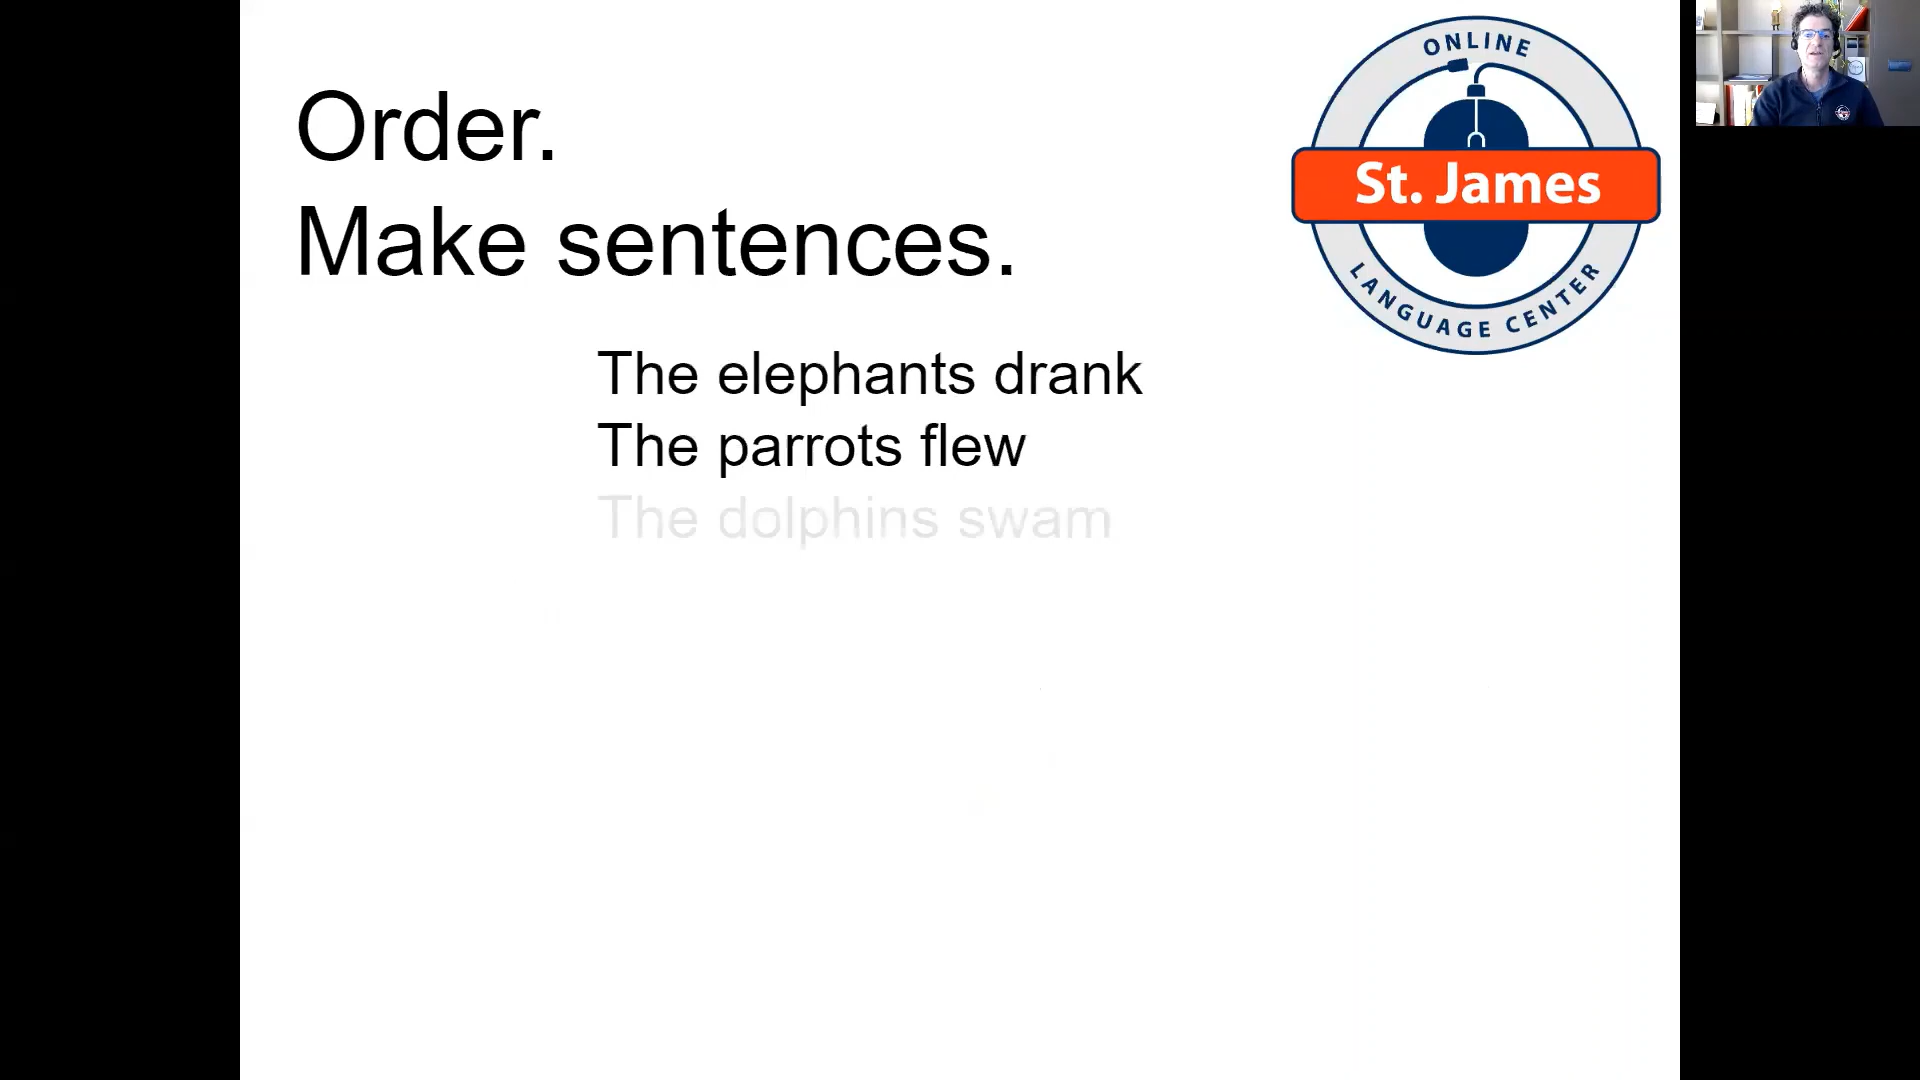 ONLINE
St. James
LANGUAGE CENTER
Order.
Make sentences.
The elephants drank
The parrots flew
The dolphins swam